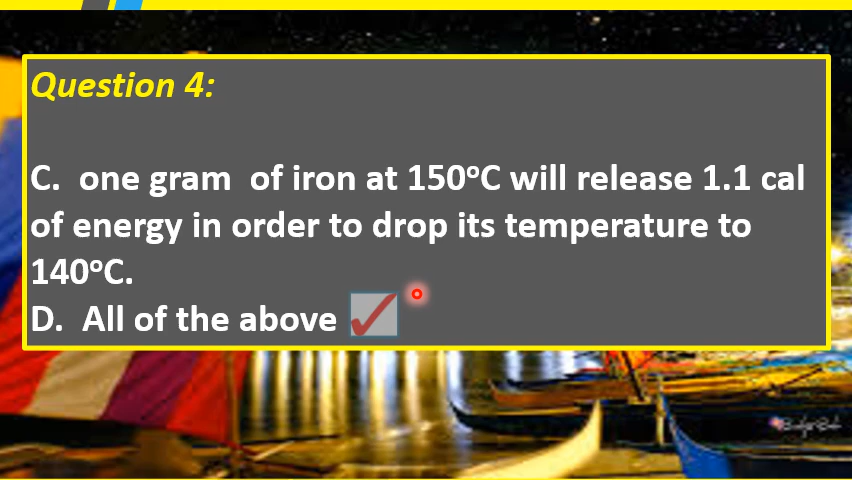 Question 4:
C. one gram of iron at 150ºC will release 1.1 cal
of energy in order to drop its temperature to
140ºC.
D. All of the above